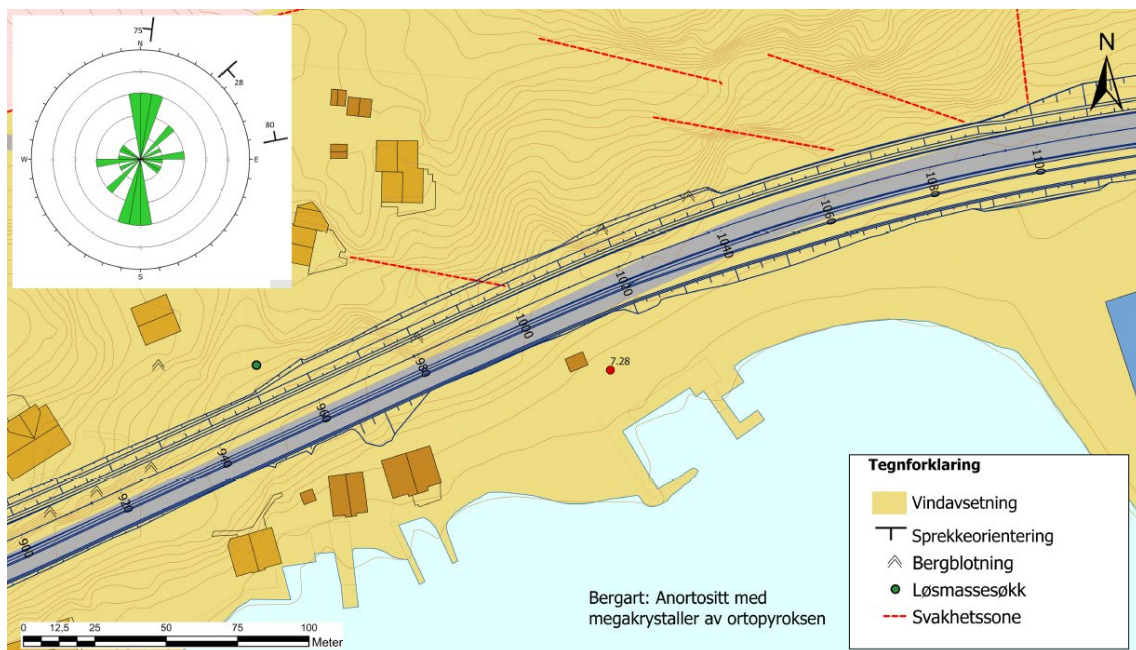 75
N
28
80
W
E
S
N
1100
1080
1060
1040
1020
1000
980
960
940
920
900
7.28
Tegnforklaring
Vindavsetning
Sprekkeorientering
Bergblotning
Løsmassesøkk
Svakhetssone
Bergart: Anortositt med
megakrystaller av ortopyroksen
0 12,5 25 50 75 100
Meter